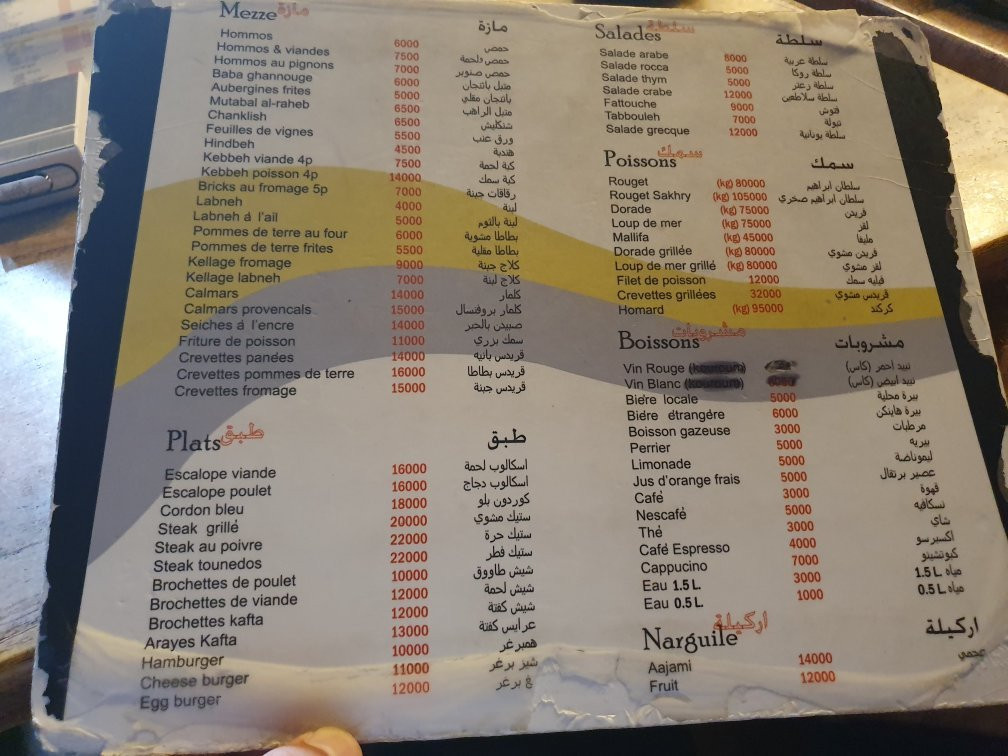 Mezze مازة مازة
Hommos 6000 حمص
Hommos & viandes 7500 حمص ولحمة
Hommos au pignons 7000 حمص صنوبر
Baba ghannouge 6000 متبل باتنجان
Aubergines frites 5000 باتنجان مقلي
Mutabal al-raheb 6500 متبل الراهب
Chanklish 6500 شنكليش
Feuilles de vignes 5500 ورق عنب
Hindbeh 4500 هندبة
Kebbeh viande 4p 7500 كبة لحمة
Kebbeh poisson 4p 14000 كبة سمك
Bricks au fromage 5p 7000 رقاقات جبنة
Labneh 4000 لبنة
Labneh á l'ail 5000 لبنة بالثوم
Pommes de terre au four 6000 بطاطا مشوية
Pommes de terre frites 5500 بطاطا مقلية
Kellage fromage 9000 كلاج جبنة
Kellage labneh 7000 كلاج لبنة
Calmars 14000 كلمار
Calmars provencals 15000 كلمار بروفنسال
Seiches á l'encre 14000 صبيدن بالحبر
Friture de poisson 11000 سمك بزري
Crevettes panées 14000 قريدس بانيه
Crevettes pommes de terre 16000 قريدس بطاطا
Crevettes fromage 15000 قريدس جبنة
Plats طبق طبق
Escalope viande 16000 اسكالوب لحمة
Escalope poulet 16000 اسكالوب دجاج
Cordon bleu 18000 كوردون بلو
Steak grillé 20000 ستيك مشوي
Steak au poivre 22000 ستيك حرة
Steak tounedos 22000 ستيك فطر
Brochettes de poulet 10000 شيش طاووق
Brochettes de viande 12000 شيش لحمة
Brochettes kafta 12000 شيش كفتة
Arayes Kafta 13000 عرايس كفتة
Hamburger 10000 همبرغر
Cheese burger 11000 شيز برغر
Egg burger 12000 برغر
Salades سلطة سلطة
Salade arabe 8000 سلطة عربية
Salade rocca 5000 سلطة روكا
Salade thym 5000 سلطة زعتر
Salade crabe 12000 سلطة سلاطعين
Fattouche 9000 فتوش
Tabbouleh 7000 تبولة
Salade grecque 12000 سلطة يونانية
Poissons سمك سمك
Rouget (kg) 80000 سلطان ابراهيم
Rouget Sakhry (kg) 105000 سلطان ابراهيم صخري
Dorade (kg) 75000 فريدن
Loup de mer (kg) 75000 لقز
Mallifa (kg) 45000 مليفا
Dorade grillée (kg) 80000 فريدن مشوي
Loup de mer grillé (kg) 80000 لقز مشوي
Filet de poisson 12000 فيليه سمك
Crevettes grillées 32000 قريدس مشوي
Homard (kg) 95000 كركند
Boissons مشروبات مشروبات
Vin Rouge نبيد احمر (كاس)
Vin Blanc نبيد ابيض (كاس)
Biére locale 5000 بيرة محلية
Biére étrangére 6000 بيرة هاينكن
Boisson gazeuse 3000 مرطبات
Perrier 5000 بيريه
Limonade 5000 ليموناضة
Jus d'orange frais 5000 عصير برتقال
Café 3000 قهوة
Nescafé 5000 نسكافيه
Thé 3000 شاي
Café Espresso 4000 اكسبرسو
Cappucino 7000 كبوتشينو
Eau 1.5 L 3000 مياه 1.5 L
Eau 0.5 L 1000 مياه 0.5 L
Narguile اركيلة اركيلة
Aajami 14000 عجمي
Fruit 12000